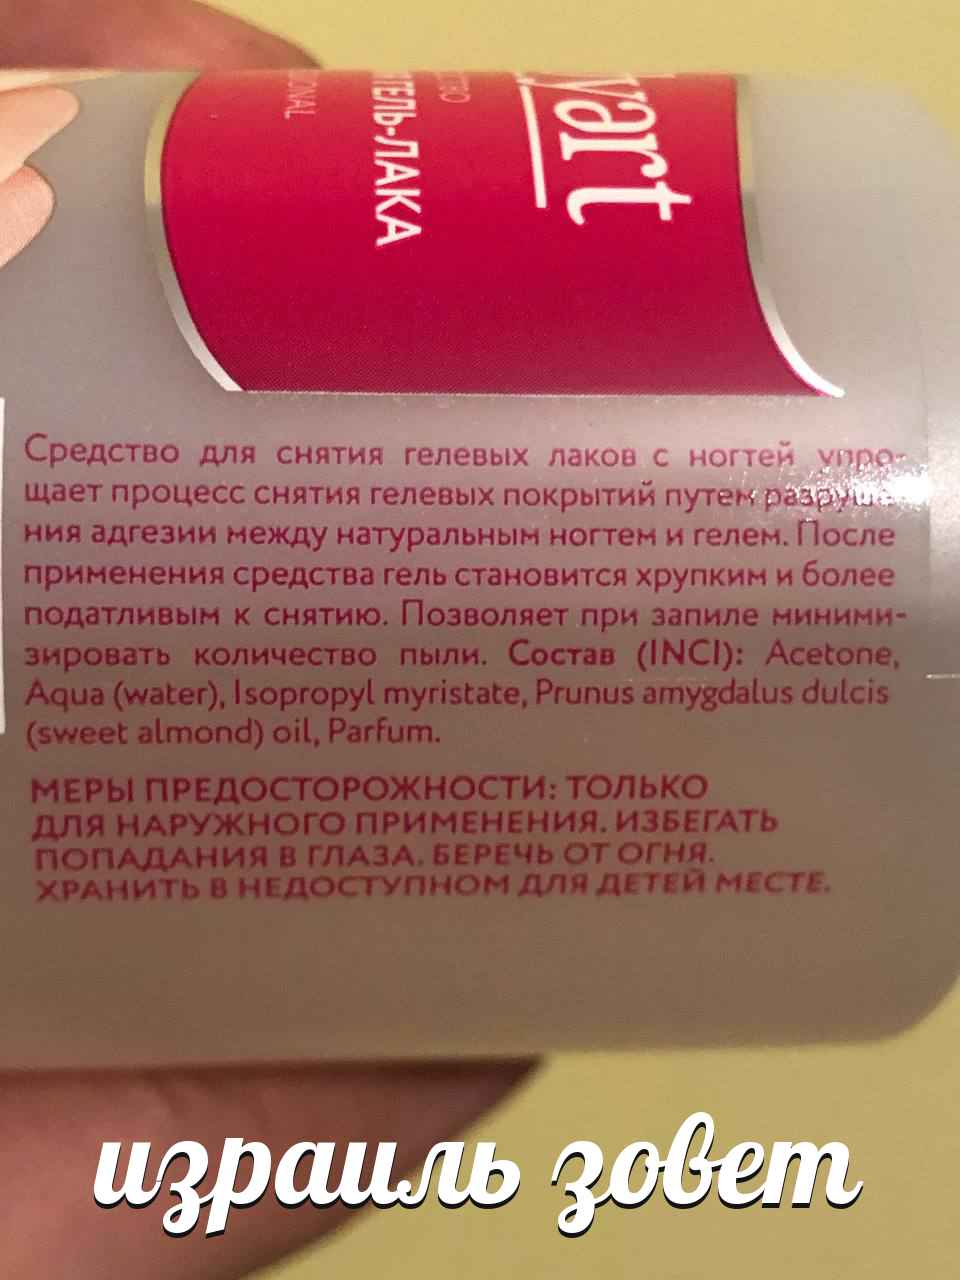 ГЕЛЬ-ЛАКА
art
Средство для снятия гелевых лаков с ногтей упро-
щает процесс снятия гелевых покрытий путем разруше-
ния адгезии между натуральным ногтем и гелем. После
применения средства гель становится хрупким и более
податливым к снятию. Позволяет при запиле миними-
зировать количество пыли. Состав (INCI): Acetone,
Aqua (water), Isopropyl myristate, Prunus amygdalus dulcis
(sweet almond) oil, Parfum.
МЕРЫ ПРЕДОСТОРОЖНОСТИ: ТОЛЬКО
ДЛЯ НАРУЖНОГО ПРИМЕНЕНИЯ. ИЗБЕГАТЬ
ПОПАДАНИЯ В ГЛАЗА. БЕРЕЧЬ ОТ ОГНЯ.
ХРАНИТЬ В НЕДОСТУПНОМ ДЛЯ ДЕТЕЙ МЕСТЕ.
израиль зовет